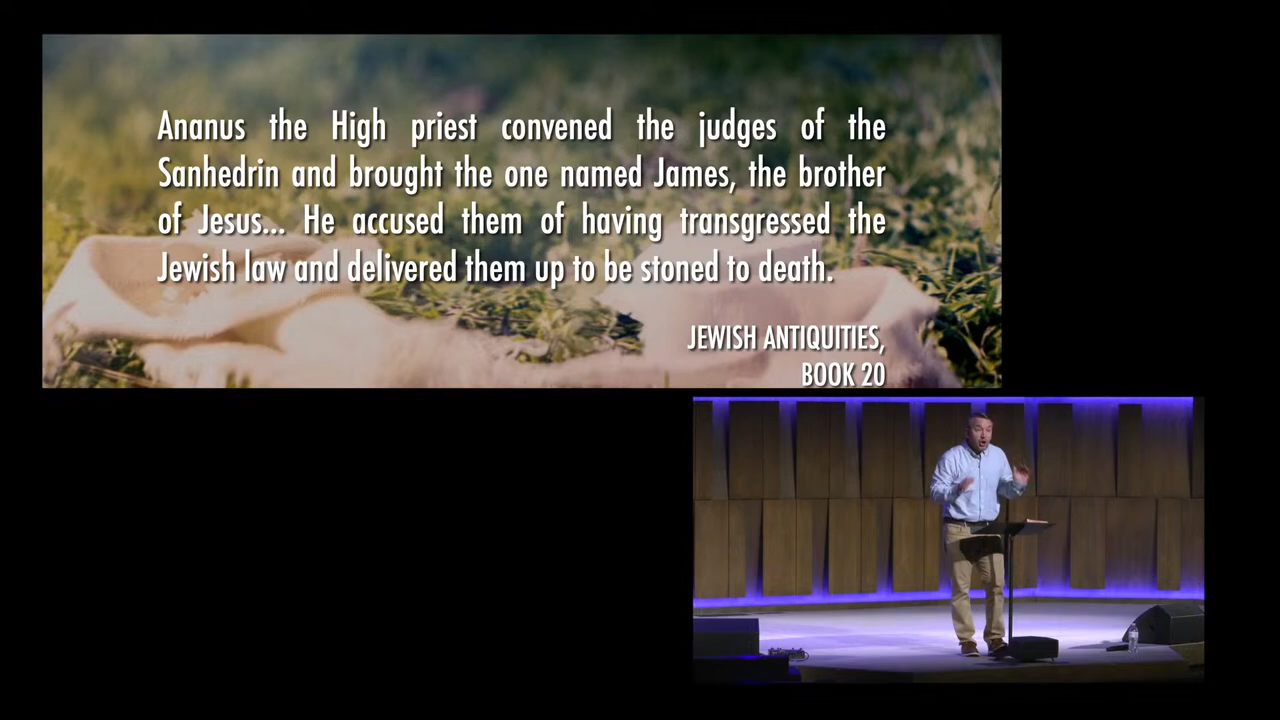 Ananus the High priest convened the judges of the
Sanhedrin and brought the one named James, the brother
of Jesus... He accused them of having transgressed the
Jewish law and delivered them up to be stoned to death.
JEWISH ANTIQUITIES,
BOOK 20